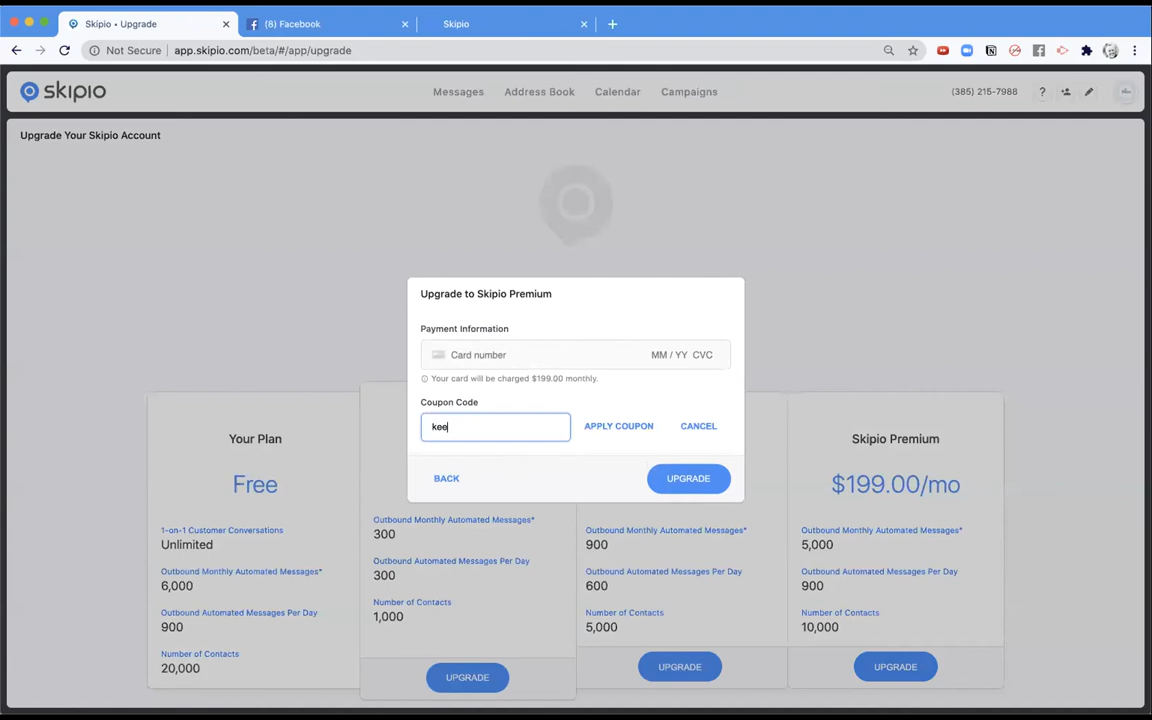 Skipio • Upgrade
(8) Facebook
Skipio
Not Secure
app.skipio.com/beta/#/app/upgrade
skipio
Messages
Address Book
Calendar
Campaigns
(385) 215-7988
?
Upgrade Your Skipio Account
Upgrade to Skipio Premium
Payment Information
Card number
MM / YY CVC
Your card will be charged $199.00 monthly.
Coupon Code
kee
APPLY COUPON
CANCEL
BACK
UPGRADE
Your Plan
Free
1-on-1 Customer Conversations
Unlimited
Outbound Monthly Automated Messages*
6,000
Outbound Automated Messages Per Day
900
Number of Contacts
20,000
Outbound Monthly Automated Messages*
300
Outbound Automated Messages Per Day
300
Number of Contacts
1,000
UPGRADE
Outbound Monthly Automated Messages*
900
Outbound Automated Messages Per Day
600
Number of Contacts
5,000
UPGRADE
Skipio Premium
$199.00/mo
Outbound Monthly Automated Messages*
5,000
Outbound Automated Messages Per Day
900
Number of Contacts
10,000
UPGRADE